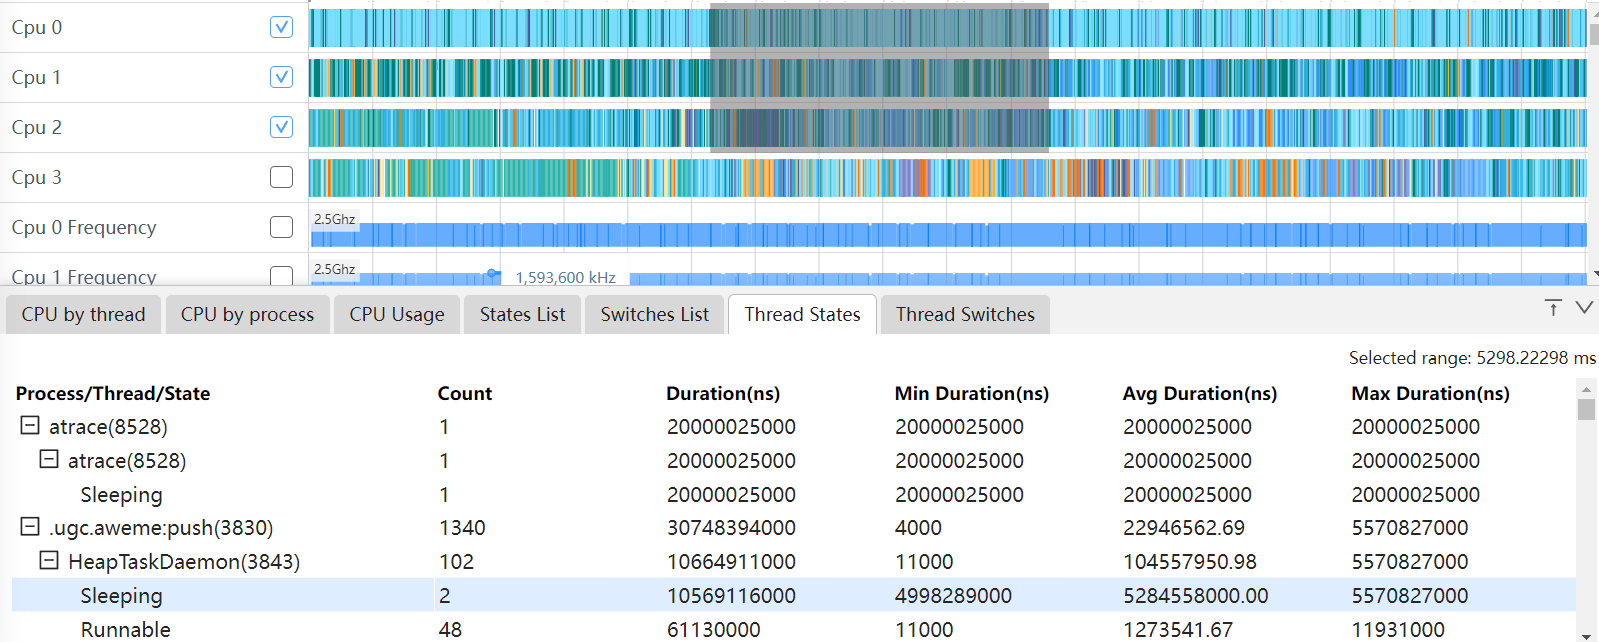 Cpu 0
Cpu 1
Cpu 2
Cpu 3
Cpu 0 Frequency 2.5Ghz
Cpu 1 Frequency 2.5Ghz 1,593,600 kHz
CPU by thread CPU by process CPU Usage States List Switches List Thread States Thread Switches
Selected range: 5298.22298 ms
Process/Thread/State Count Duration(ns) Min Duration(ns) Avg Duration(ns) Max Duration(ns)
atrace(8528) 1 20000025000 20000025000 20000025000 20000025000
atrace(8528) 1 20000025000 20000025000 20000025000 20000025000
Sleeping 1 20000025000 20000025000 20000025000 20000025000
.ugc.aweme:push(3830) 1340 30748394000 4000 22946562.69 5570827000
HeapTaskDaemon(3843) 102 10664911000 11000 104557950.98 5570827000
Sleeping 2 10569116000 4998289000 5284558000.00 5570827000
Runnable 48 61130000 11000 1273541.67 11931000